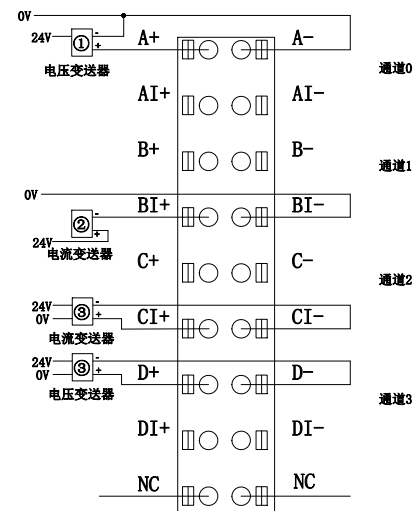 0V
24V ① - + A+ A-
电压变送器 通道0
AI+ AI-
B+ B-
通道1
0V
BI+ BI-
② - +
24V
电流变送器
C+ C-
通道2
24V ③ - CI+ CI-
0V +
电流变送器
24V ③ - D+ D-
0V +
电压变送器
通道3
DI+ DI-
NC NC